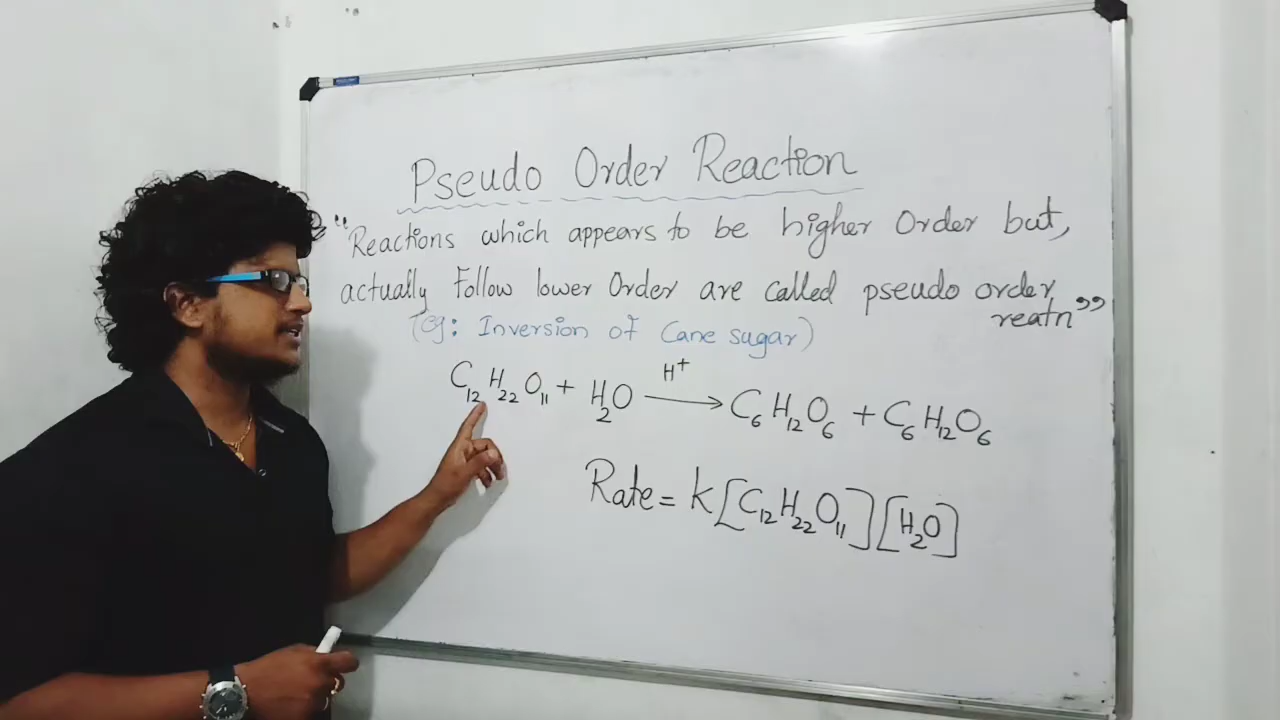 Pseudo Order Reaction
"Reactions which appears to be higher Order but,
actually Follow lower Order are called pseudo order
reatn"
(eg: Inversion of Cane sugar)
C₁₂H₂₂O₁₁ + H₂O —H⁺→ C₆H₁₂O₆ + C₆H₁₂O₆
Rate = k[C₁₂H₂₂O₁₁][H₂O]